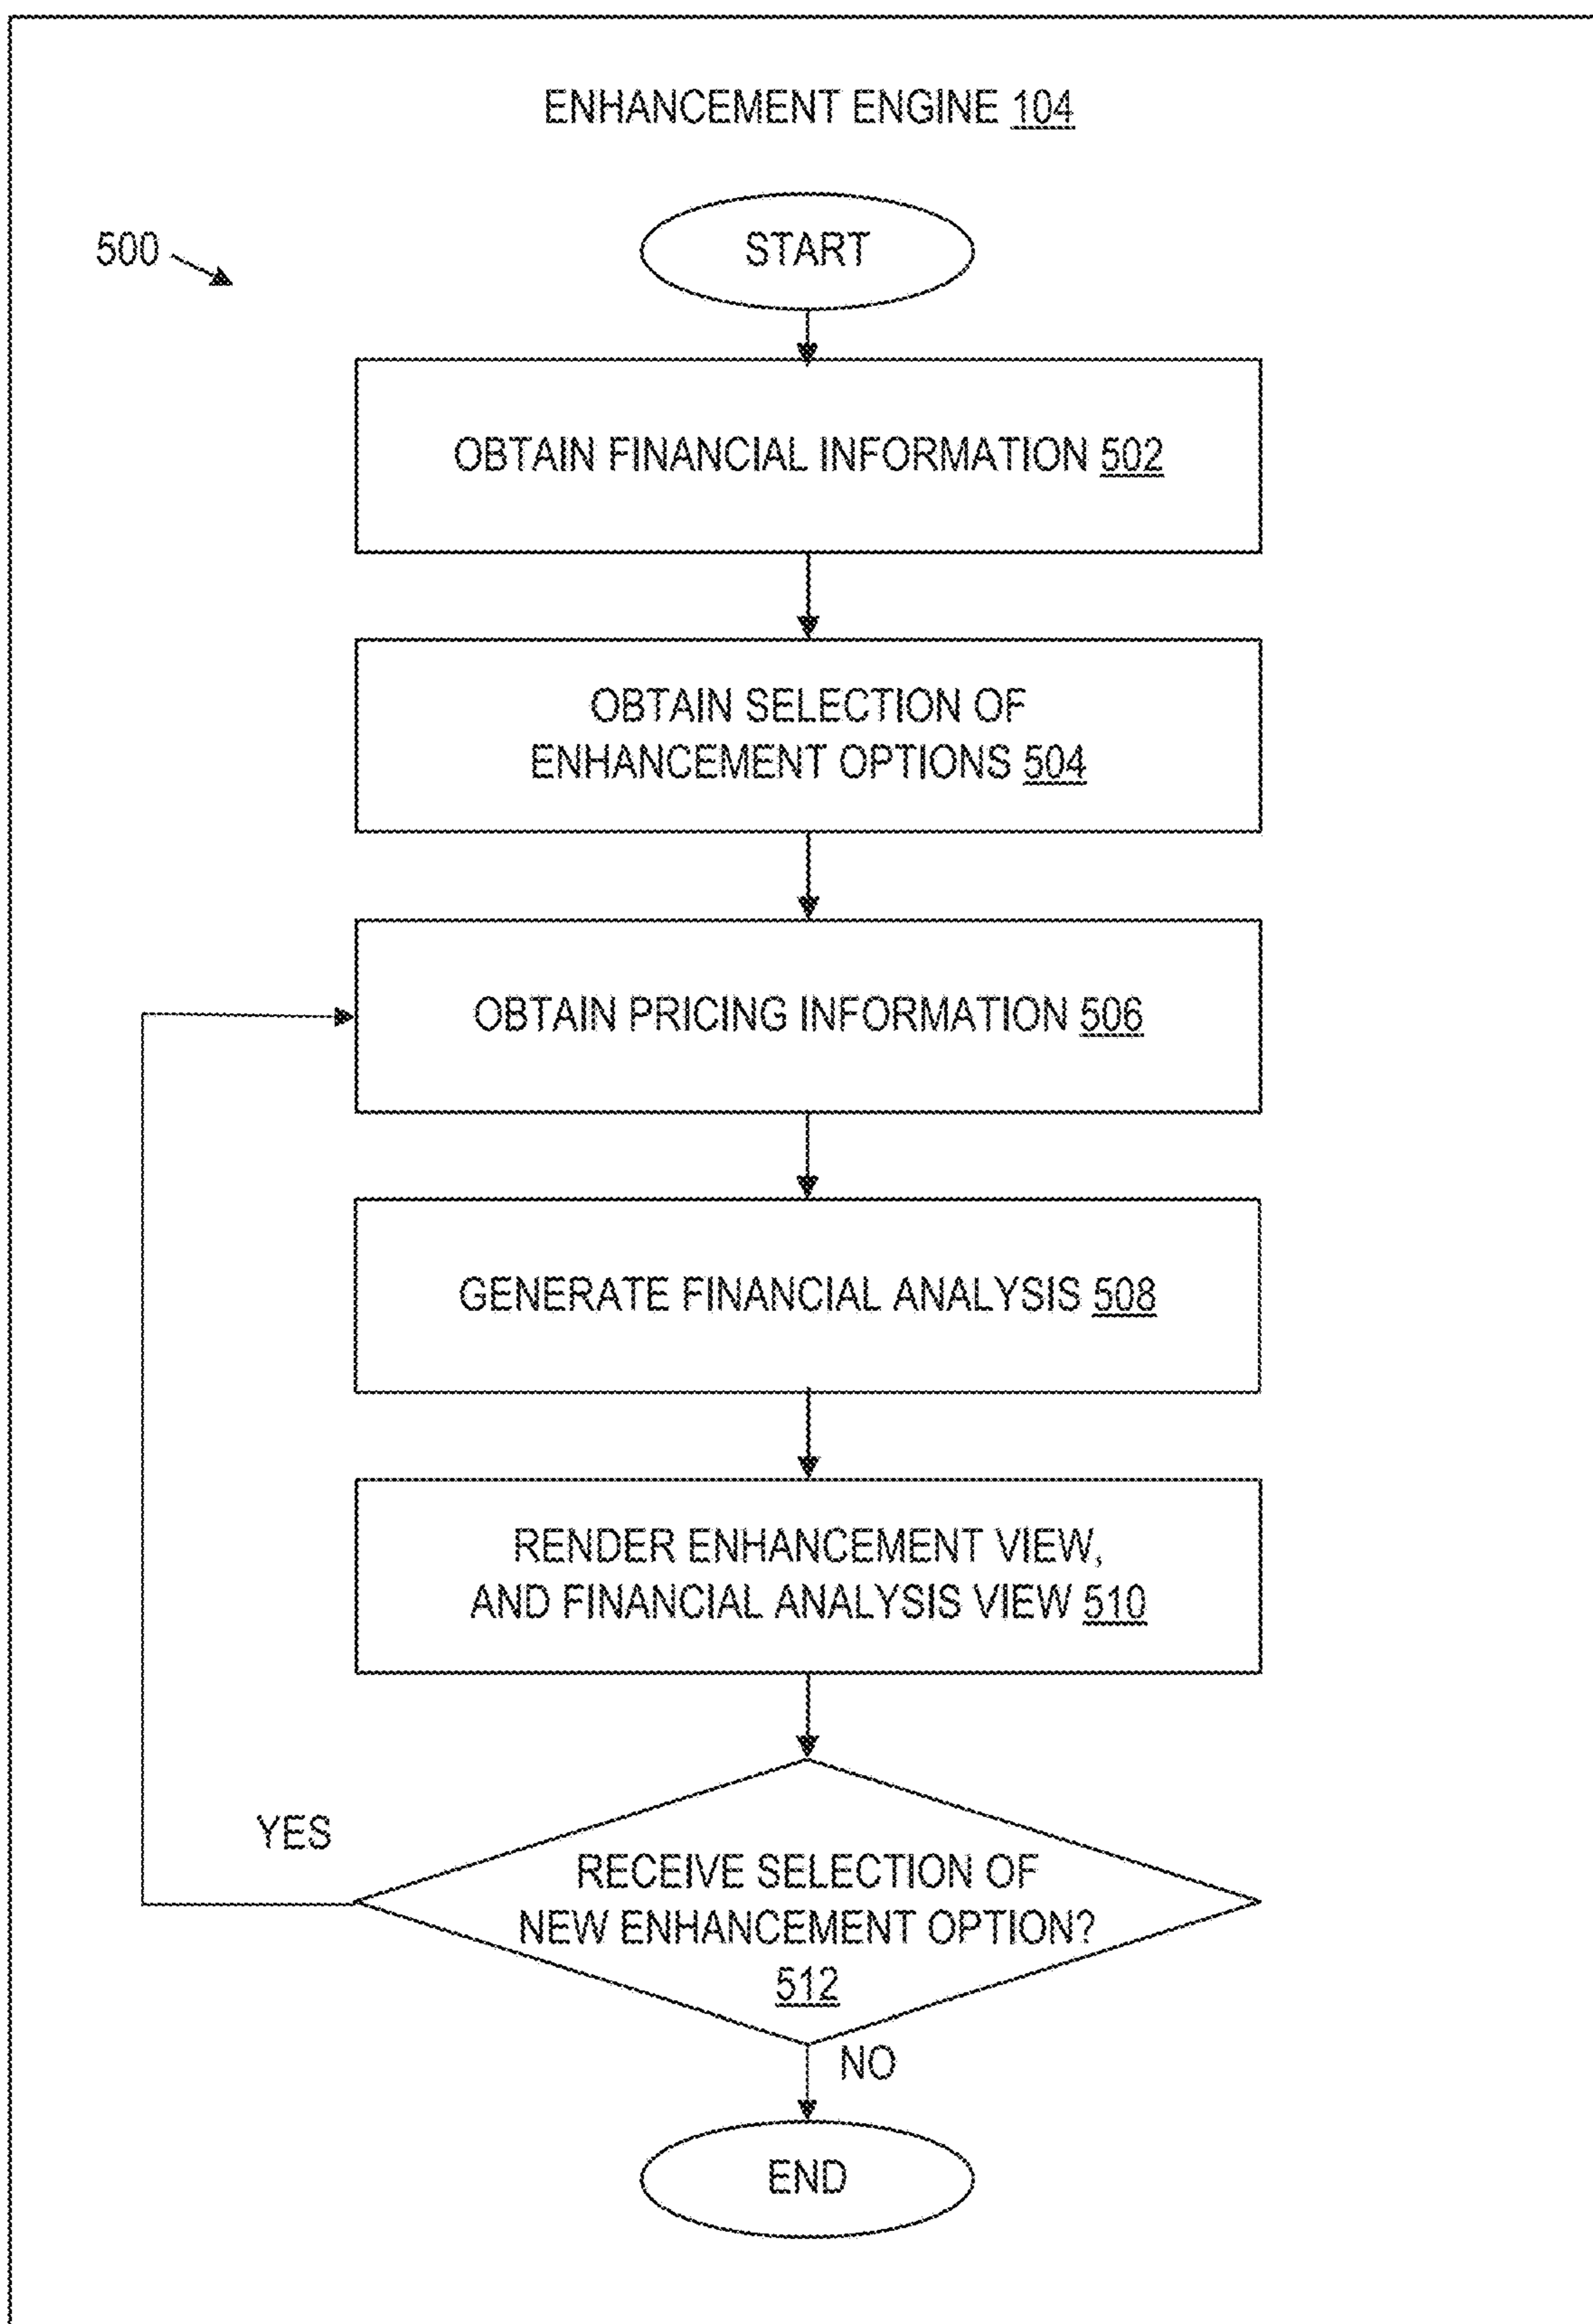 ENHANCEMENT ENGINE 104
500
START
OBTAIN FINANCIAL INFORMATION 502
OBTAIN SELECTION OF
ENHANCEMENT OPTIONS 504
OBTAIN PRICING INFORMATION 506
GENERATE FINANCIAL ANALYSIS 508
RENDER ENHANCEMENT VIEW,
AND FINANCIAL ANALYSIS VIEW 510
YES
RECEIVE SELECTION OF
NEW ENHANCEMENT OPTION?
512
NO
END